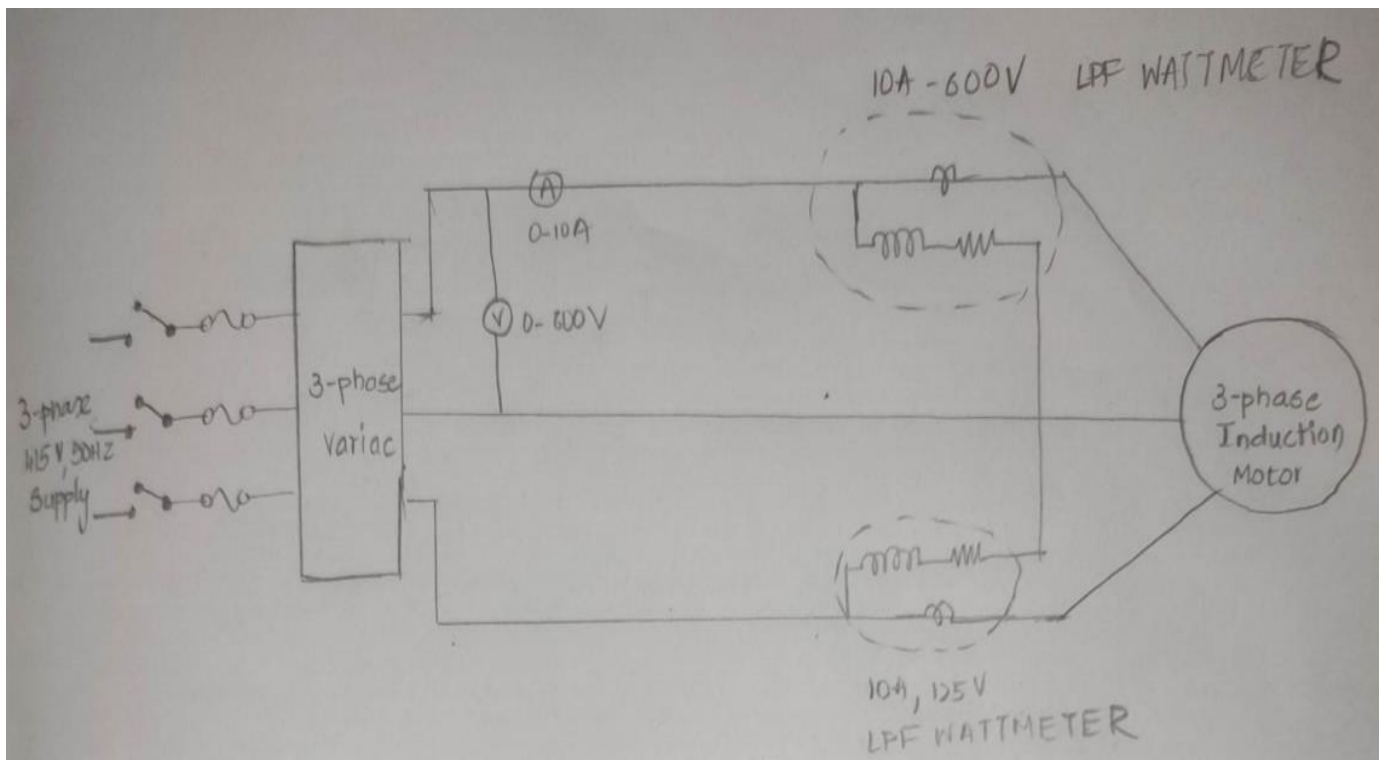 10A-600V LPF WATTMETER
A
0-10A
V 0-600V
3-phase
415V, 50HZ
Supply
3-phase
variac
3-phase
Induction
Motor
10A, 125V
LPF WATTMETER